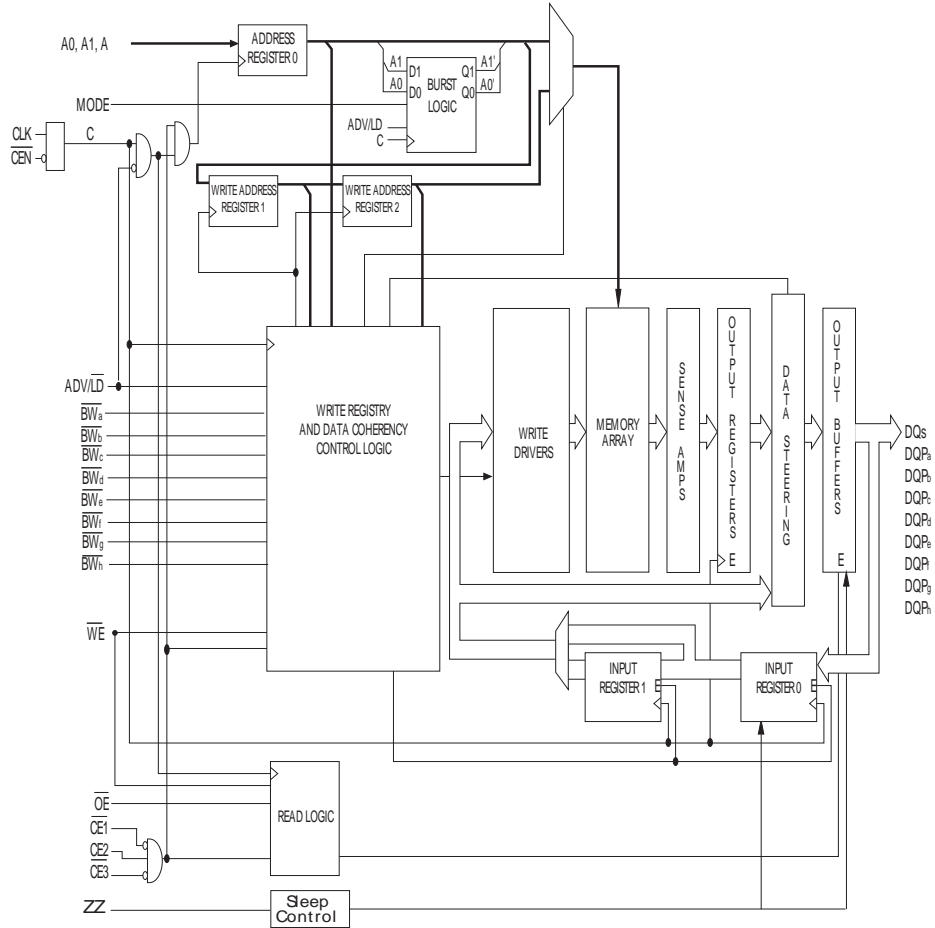 A0, A1, A
ADDRESS
REGISTER 0
A1
A0
D1
D0
BURST
LOGIC
Q1
Q0
A1'
A0'
MODE
ADV/LD
C
CLK
CEN
C
WRITE ADDRESS
REGISTER 1
WRITE ADDRESS
REGISTER 2
ADV/LD
BWa
BWb
BWc
BWd
BWe
BWf
BWg
BWh
WE
WRITE REGISTRY
AND DATA COHERENCY
CONTROL LOGIC
WRITE
DRIVERS
MEMORY
ARRAY
SENSE AMPS
OUTPUT REGISTERS
E
DATA STEERING
OUTPUT BUFFERS
E
DQs
DQPa
DQPb
DQPc
DQPd
DQPe
DQPf
DQPg
DQPh
INPUT
REGISTER 1
E
INPUT
REGISTER 0
E
OE
CE1
CE2
CE3
READ LOGIC
ZZ
Sleep
Control